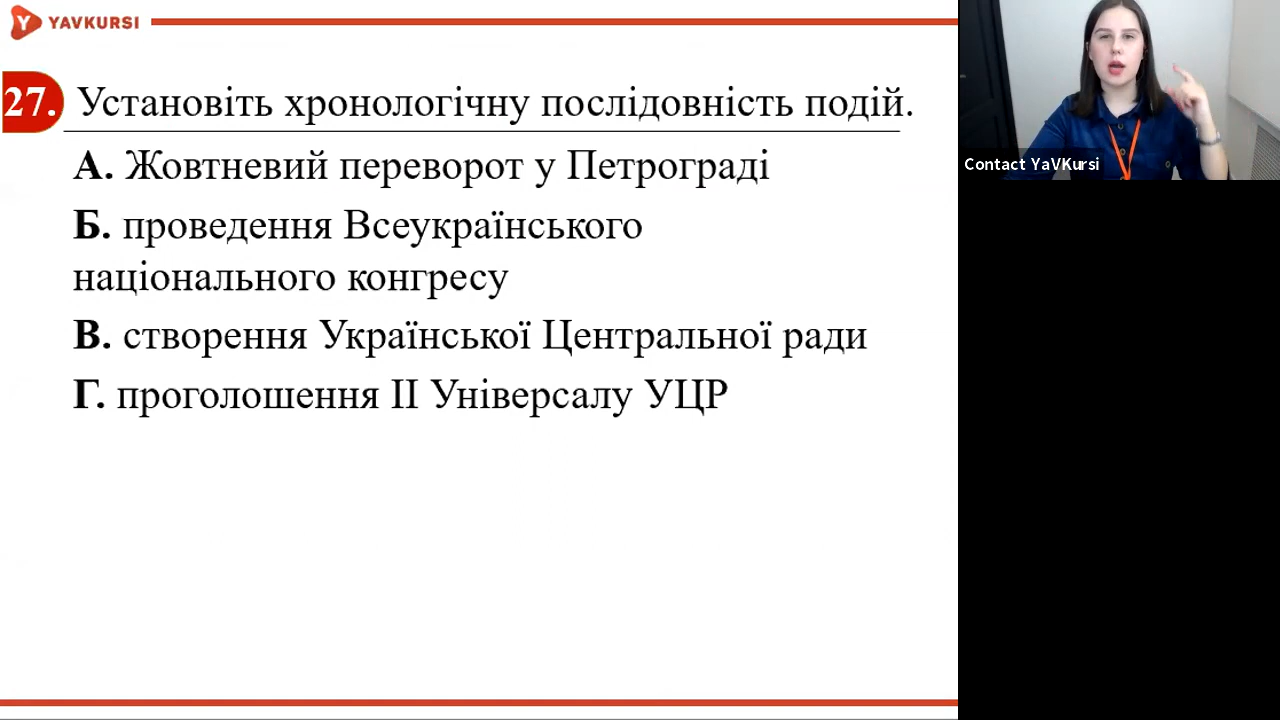 YAVKURSI
27. Установіть хронологічну послідовність подій.
А. Жовтневий переворот у Петрограді
Б. проведення Всеукраїнського
національного конгресу
В. створення Української Центральної ради
Г. проголошення ІІ Універсалу УЦР
Contact YaVKursi